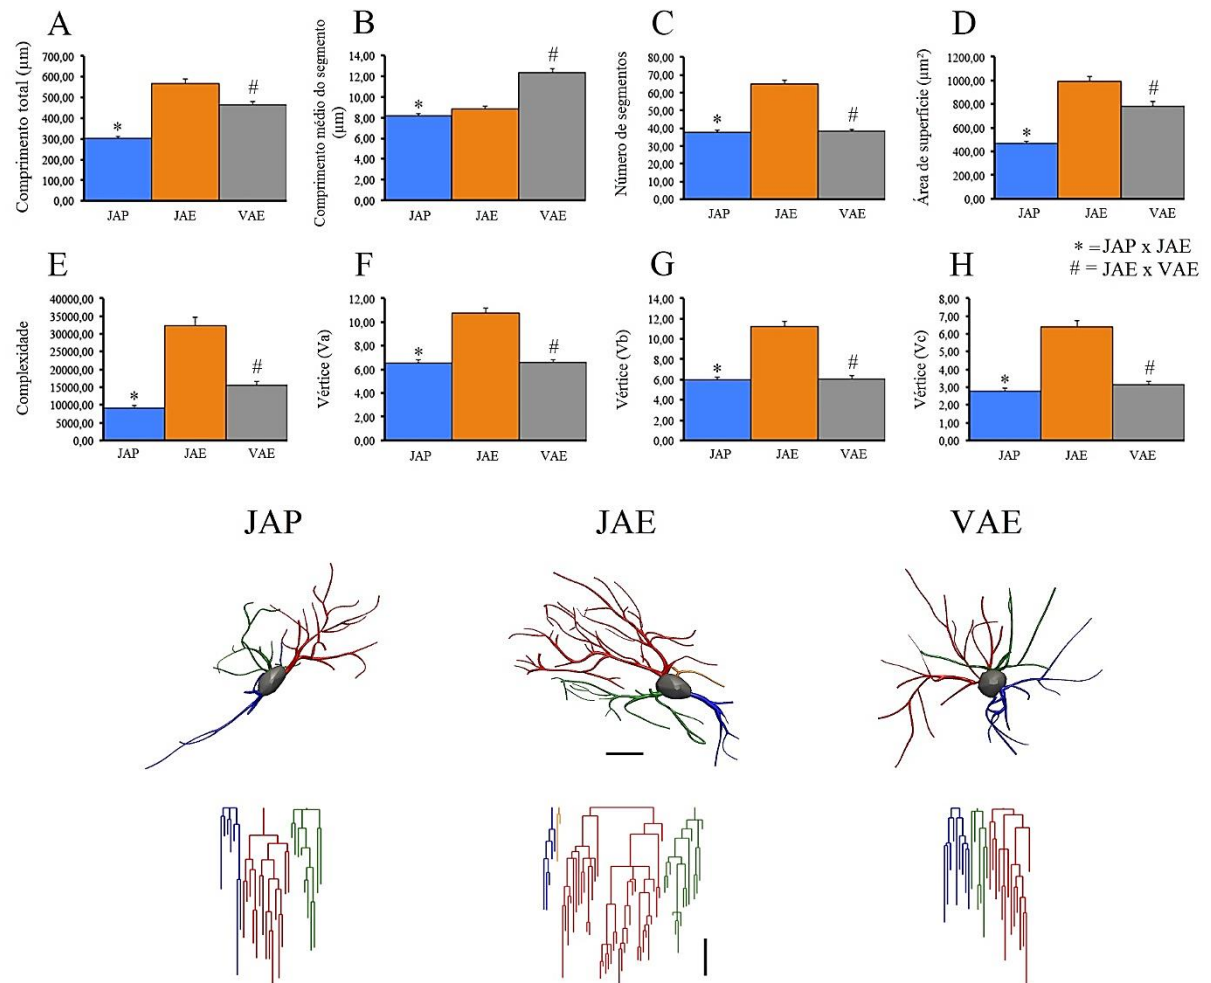 A
Comprimento total (µm)
700,00
600,00
500,00
400,00
300,00
200,00
100,00
0,00
*
#
JAP JAE VAE
B
Comprimento médio do segmento
(µm)
14,00
12,00
10,00
8,00
6,00
4,00
2,00
0,00
*
#
JAP JAE VAE
C
Número de segmentos
80,00
70,00
60,00
50,00
40,00
30,00
20,00
10,00
0,00
*
#
JAP JAE VAE
D
Área de superfície (µm²)
1200,00
1000,00
800,00
600,00
400,00
200,00
0,00
*
#
JAP JAE VAE
* =JAP x JAE
# = JAE x VAE
E
Complexidade
40000,00
35000,00
30000,00
25000,00
20000,00
15000,00
10000,00
5000,00
0,00
*
#
JAP JAE VAE
F
Vértice (Va)
12,00
10,00
8,00
6,00
4,00
2,00
0,00
*
#
JAP JAE VAE
G
Vértice (Vb)
14,00
12,00
10,00
8,00
6,00
4,00
2,00
0,00
*
#
JAP JAE VAE
H
Vértice (Vc)
8,00
7,00
6,00
5,00
4,00
3,00
2,00
1,00
0,00
*
#
JAP JAE VAE
JAP JAE VAE